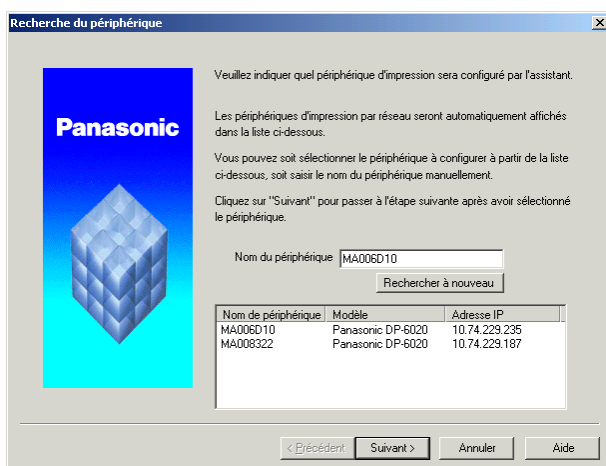 Recherche du périphérique
Panasonic
Veuillez indiquer quel périphérique d'impression sera configuré par l'assistant.
Les périphériques d'impression par réseau seront automatiquement affichés
dans la liste ci-dessous.
Vous pouvez soit sélectionner le périphérique à configurer à partir de la liste
ci-dessous, soit saisir le nom du périphérique manuellement.
Cliquez sur "Suivant" pour passer à l'étape suivante après avoir sélectionné
le périphérique.
Nom du périphérique MA006D10
Rechercher à nouveau
Nom de périphérique Modèle Adresse IP
MA006D10 Panasonic DP-6020 10.74.229.235
MA008322 Panasonic DP-6020 10.74.229.187
< Précédent Suivant > Annuler Aide